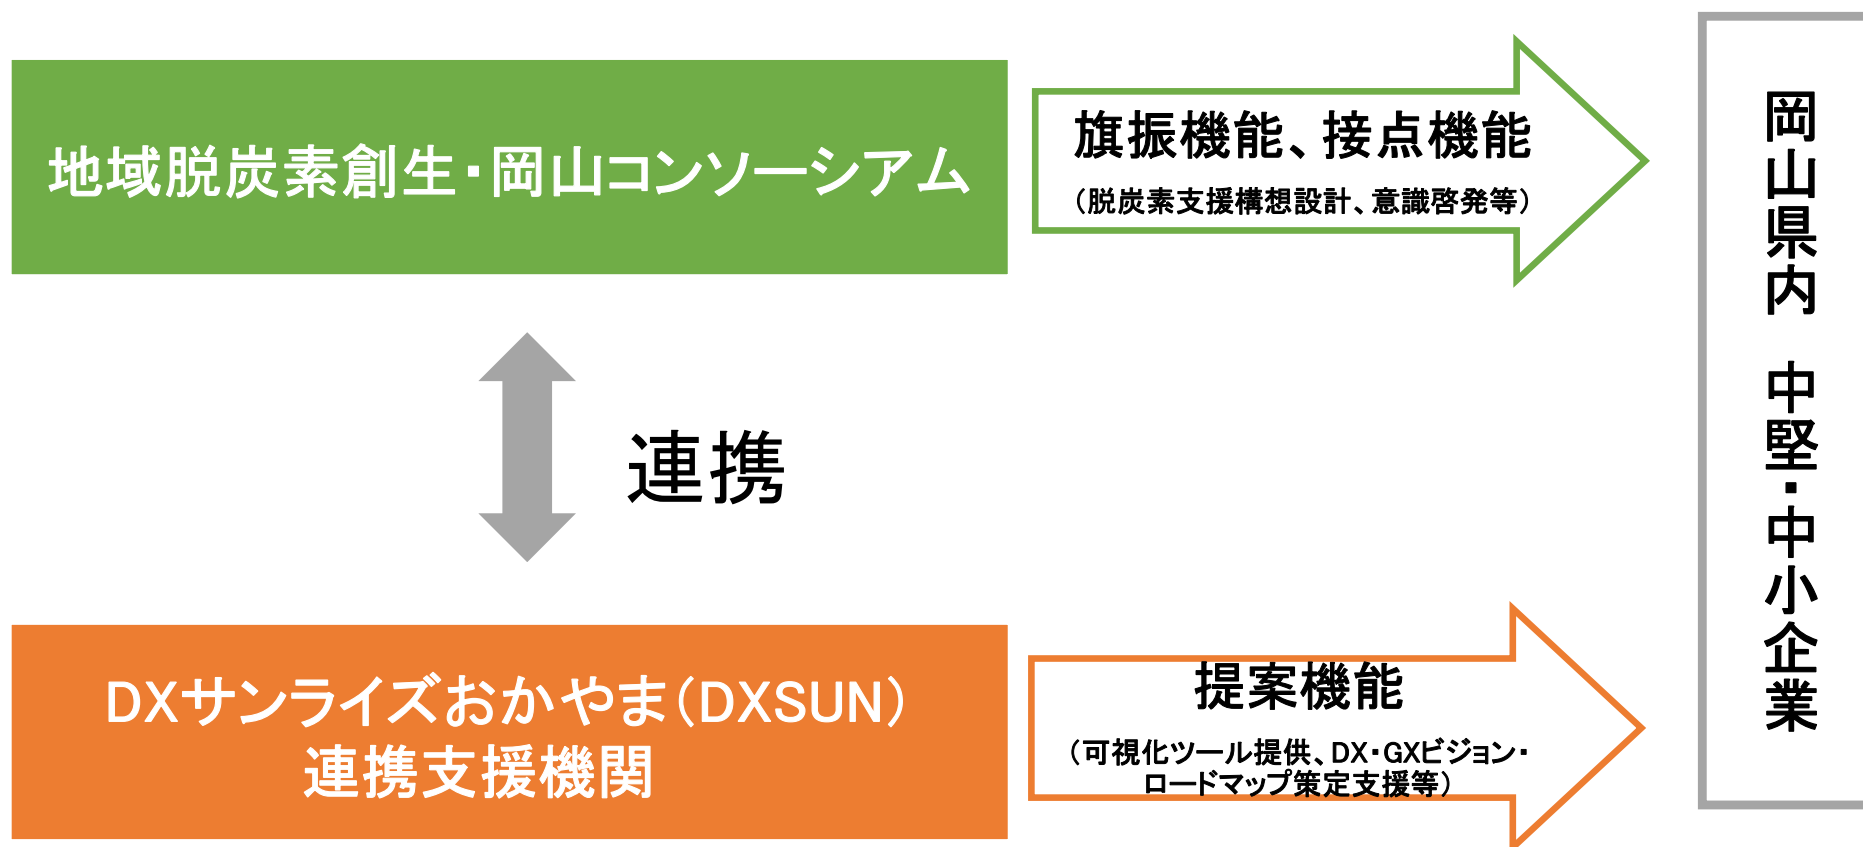 地域脱炭素創生・岡山コンソーシアム
旗振機能、接点機能
（脱炭素支援構想設計、意識啓発等）
連携
DXサンライズおかやま（DXSUN）
連携支援機関
提案機能
（可視化ツール提供、DX・GXビジョン・
ロードマップ策定支援等）
岡山県内　中堅・中小企業